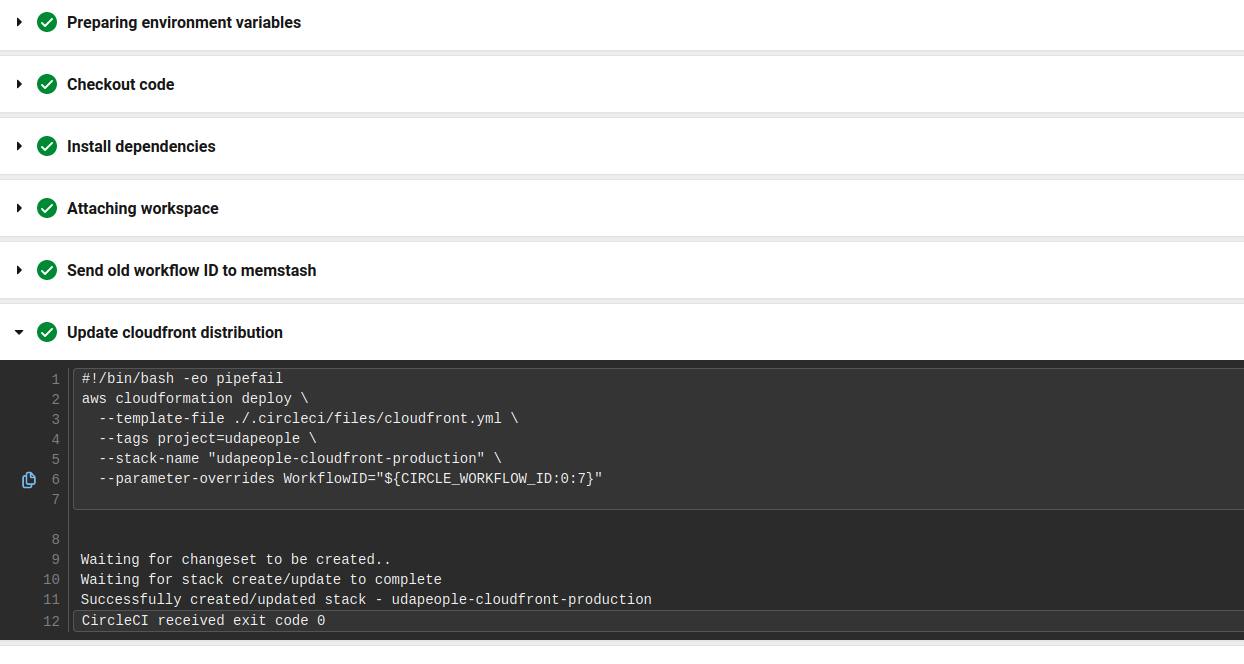 Preparing environment variables
Checkout code
Install dependencies
Attaching workspace
Send old workflow ID to memstash
Update cloudfront distribution
1 #!/bin/bash -eo pipefail
2 aws cloudformation deploy \
3   --template-file ./.circleci/files/cloudfront.yml \
4   --tags project=udapeople \
5   --stack-name "udapeople-cloudfront-production" \
6   --parameter-overrides WorkflowID="${CIRCLE_WORKFLOW_ID:0:7}"
7
8
9 Waiting for changeset to be created..
10 Waiting for stack create/update to complete
11 Successfully created/updated stack - udapeople-cloudfront-production
12 CircleCI received exit code 0